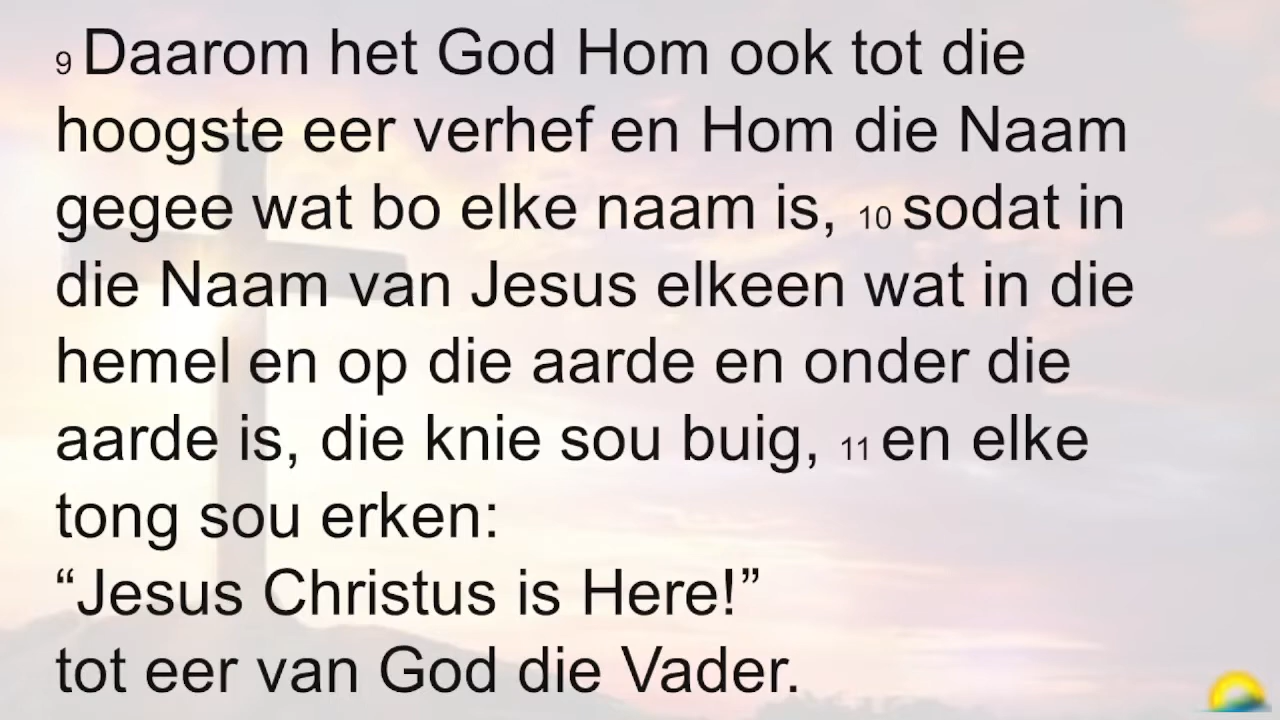 9 Daarom het God Hom ook tot die
hoogste eer verhef en Hom die Naam
gegee wat bo elke naam is, 10 sodat in
die Naam van Jesus elkeen wat in die
hemel en op die aarde en onder die
aarde is, die knie sou buig, 11 en elke
tong sou erken:
“Jesus Christus is Here!”
tot eer van God die Vader.